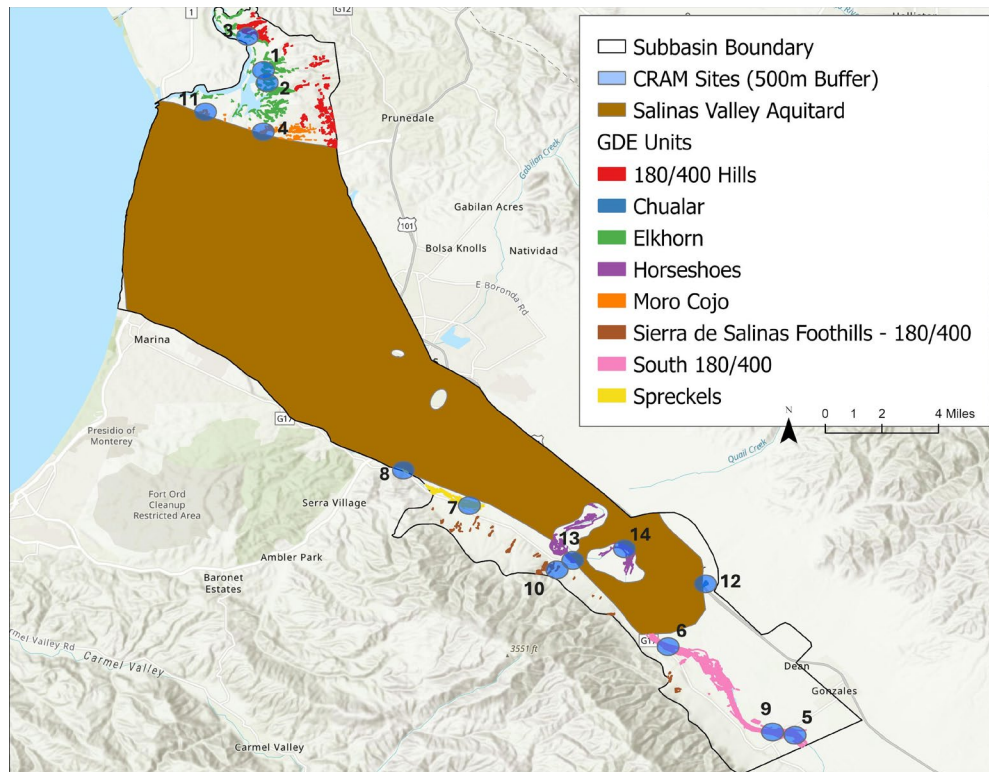 1
G12
Subbasin Boundary
CRAM Sites (500m Buffer)
Salinas Valley Aquitard
GDE Units
180/400 Hills
Chualar
Elkhorn
Horseshoes
Moro Cojo
Sierra de Salinas Foothills - 180/400
South 180/400
Spreckels
N
0 1 2 4 Miles
3
1
2
11
4
Prunedale
Gabilan Creek
Gabilan Acres
101
Bolsa Knolls
Natividad
E Boronda Rd
Marina
G17
Presidio of
Monterey
Quail Creek
8
Fort Ord
Cleanup
Restricted Area
Serra Village
7
Ambler Park
13
14
Baronet
Estates
10
12
6
3551 ft
Carmel Valley
Dean
Gonzales
9
5
Carmel Valley